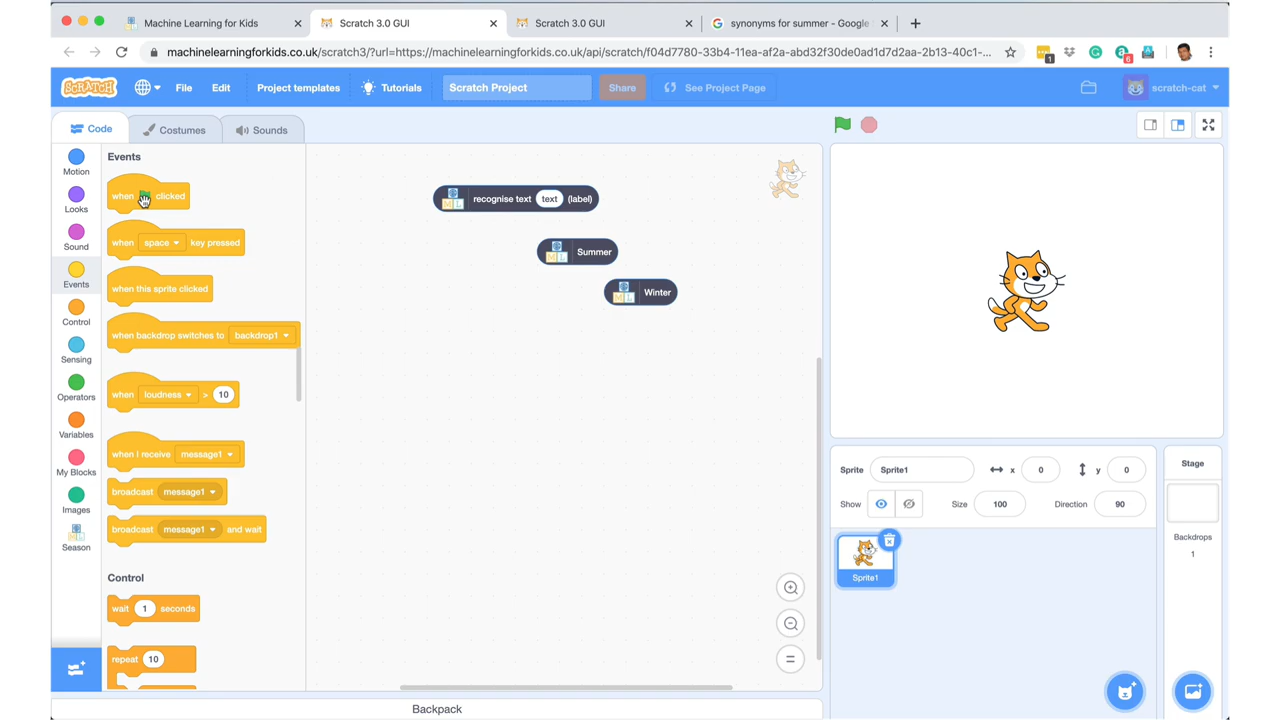 Machine Learning for Kids
Scratch 3.0 GUI
Scratch 3.0 GUI
synonyms for summer - Google
machinelearningforkids.co.uk/scratch3/?url=https://machinelearningforkids.co.uk/api/scratch/f04d7780-33b4-11ea-af2a-abd32f30de0ad1d7d2aa-2b13-40c1-...
1
6
SCRATCH
File
Edit
Project templates
Tutorials
Scratch Project
Share
See Project Page
scratch-cat
Code
Costumes
Sounds
Motion
Looks
Sound
Events
Control
Sensing
Operators
Variables
My Blocks
Images
Season
Events
when clicked
when space key pressed
when this sprite clicked
when backdrop switches to backdrop1
when loudness > 10
when I receive message1
broadcast message1
broadcast message1 and wait
Control
wait 1 seconds
repeat 10
ML recognise text text (label)
ML Summer
ML Winter
Sprite Sprite1 x 0 y 0
Show Size 100 Direction 90
Sprite1
Stage
Backdrops
1
Backpack